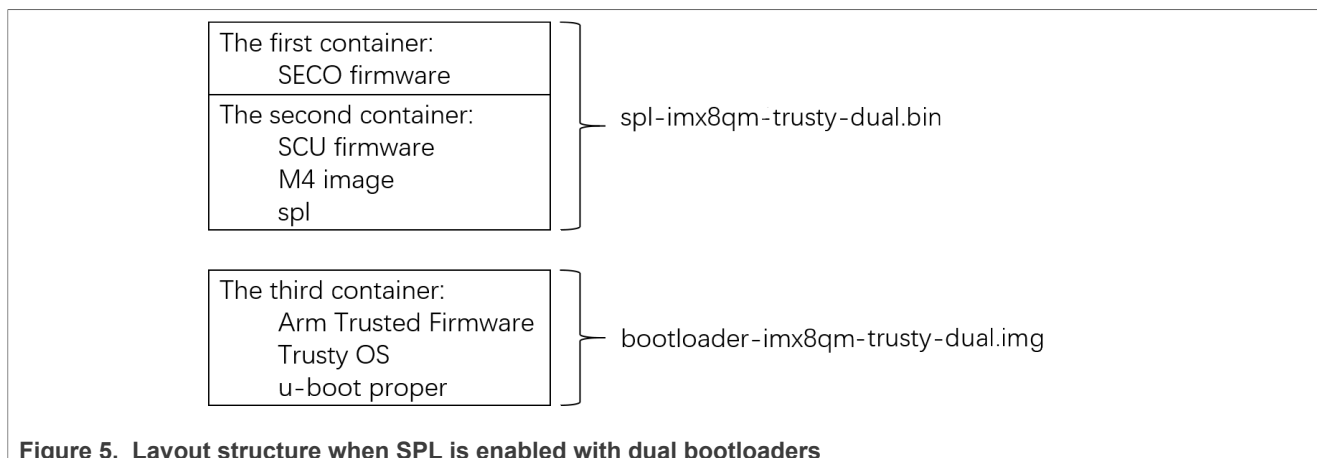 The first container:
SECO firmware
The second container:
SCU firmware
M4 image
spl
spl-imx8qm-trusty-dual.bin
The third container:
Arm Trusted Firmware
Trusty OS
u-boot proper
bootloader-imx8qm-trusty-dual.img
Figure 5. Layout structure when SPL is enabled with dual bootloaders